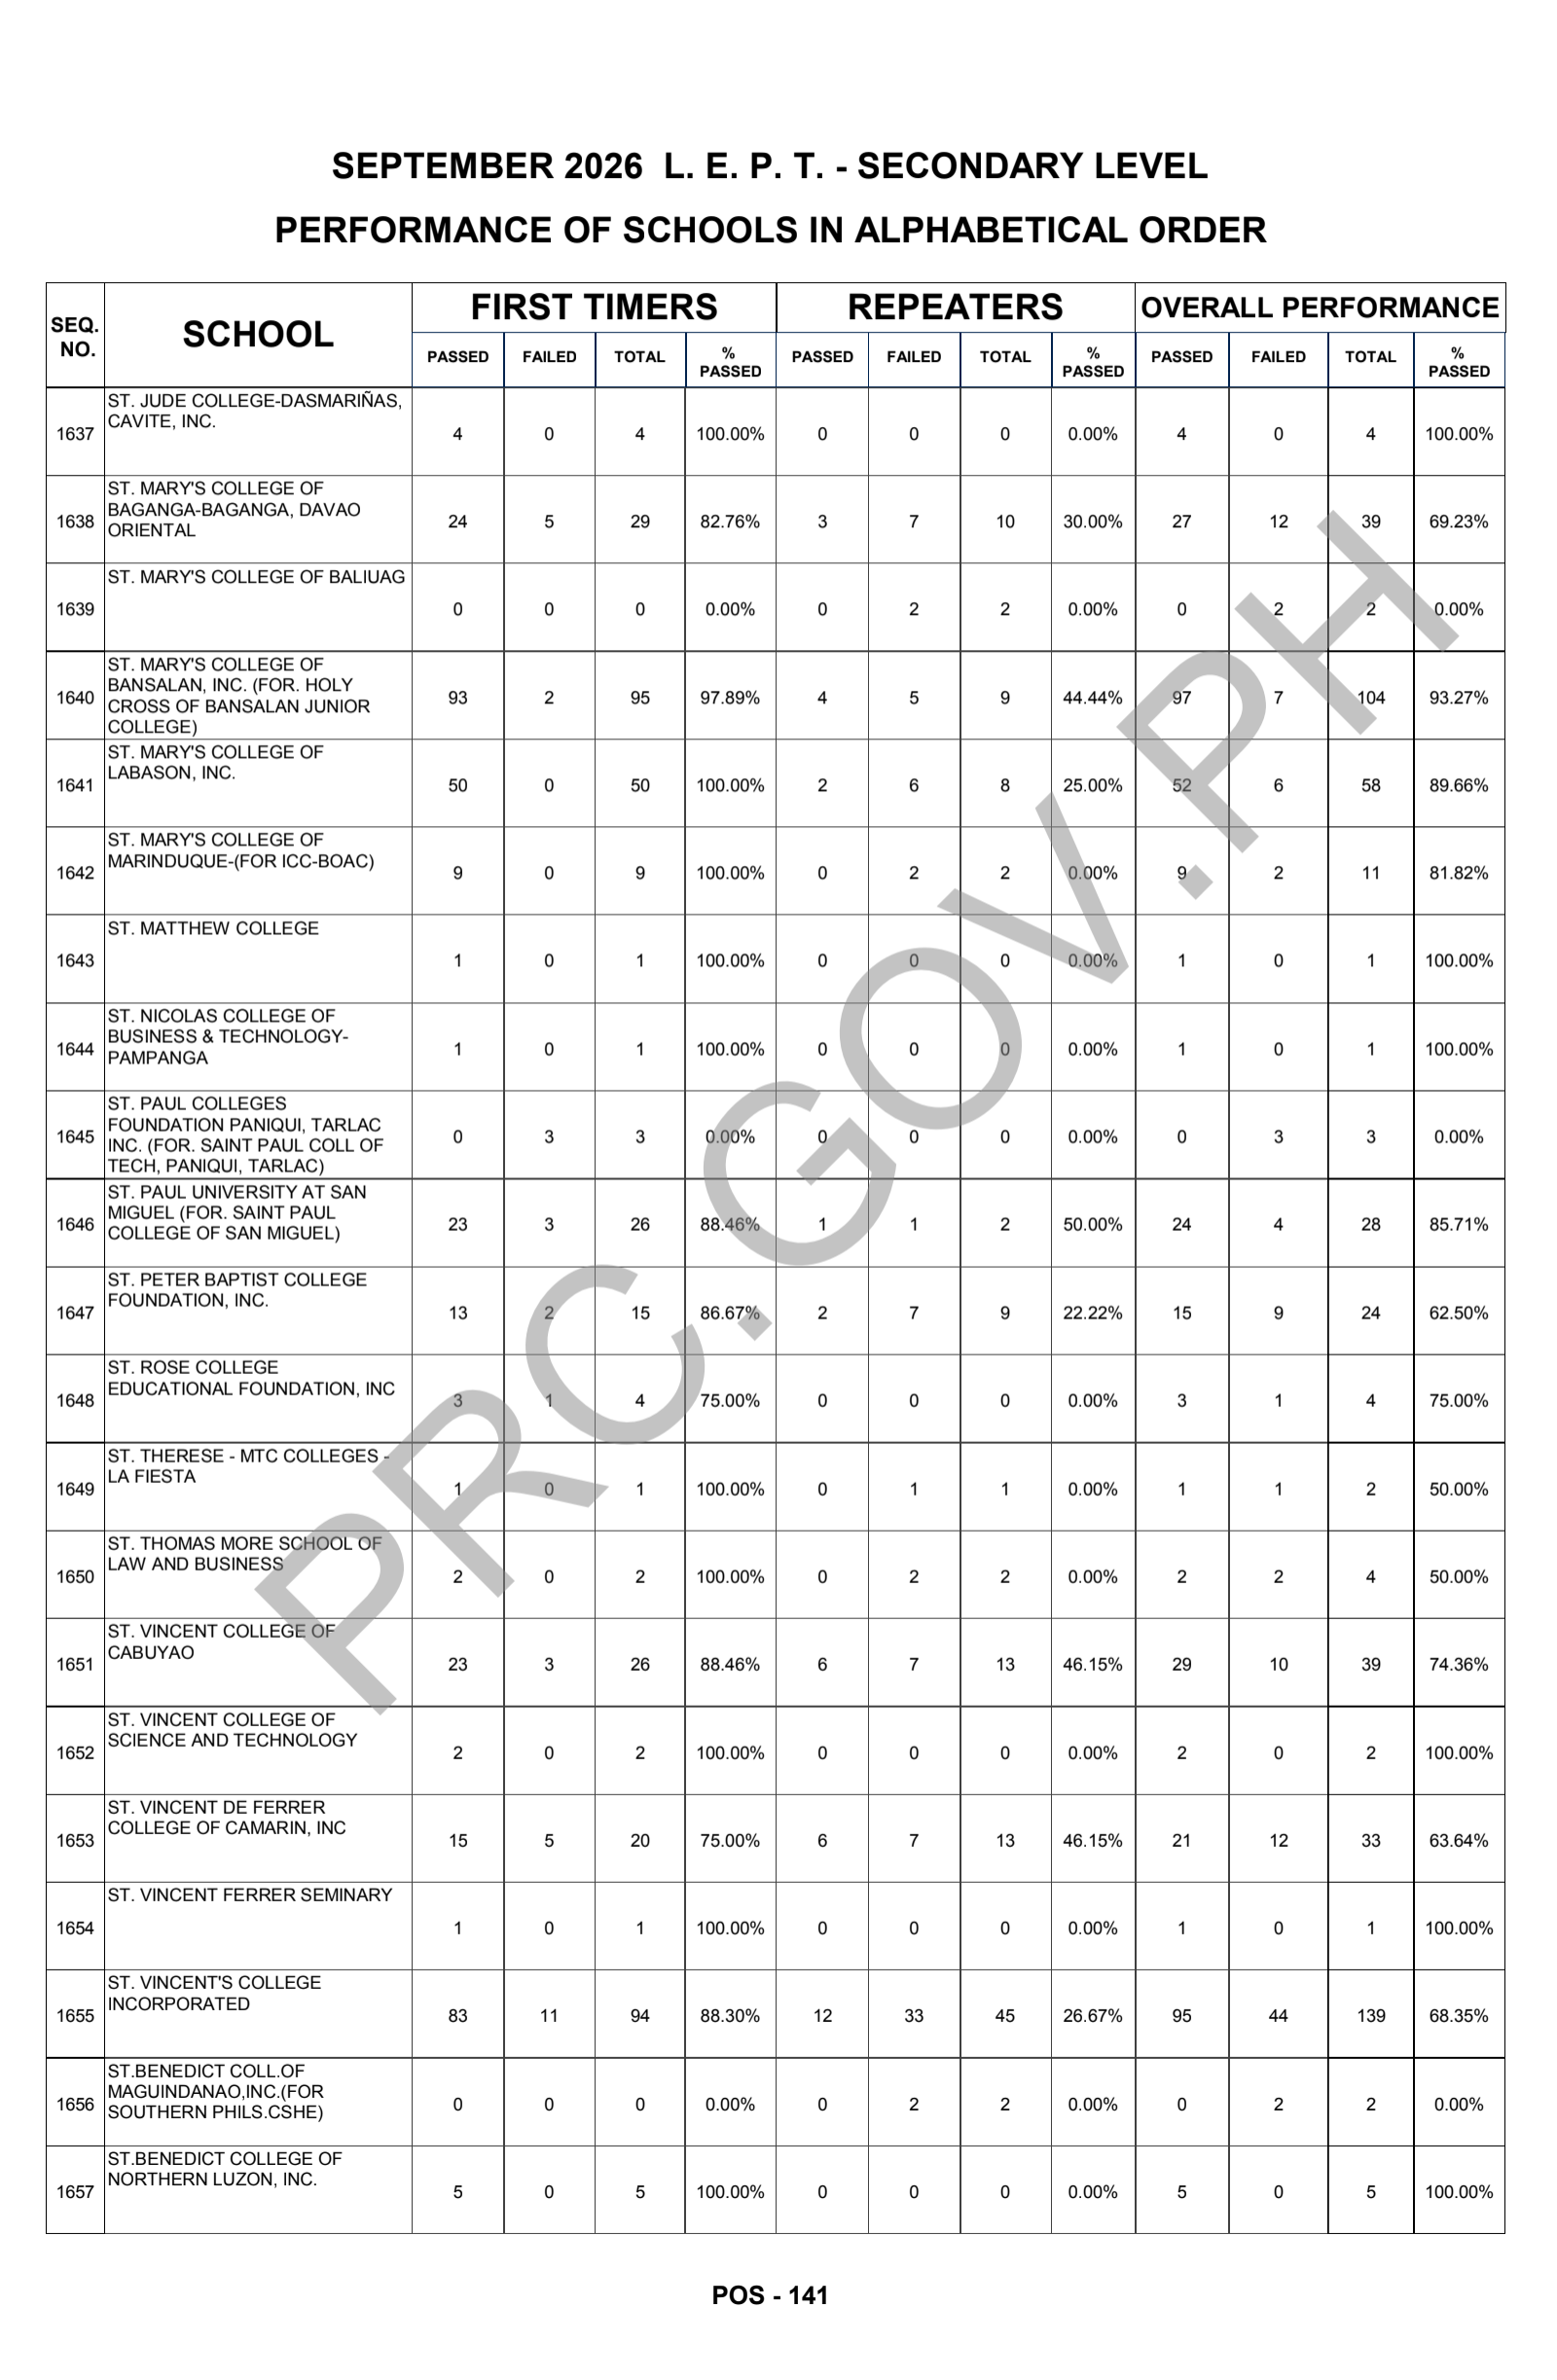 SEPTEMBER 2026 L. E. P. T. - SECONDARY LEVEL
PERFORMANCE OF SCHOOLS IN ALPHABETICAL ORDER
SEQ. NO. SCHOOL FIRST TIMERS REPEATERS OVERALL PERFORMANCE
PASSED FAILED TOTAL % PASSED PASSED FAILED TOTAL % PASSED PASSED FAILED TOTAL % PASSED
ST. JUDE COLLEGE-DASMARIÑAS,
CAVITE, INC.
1637 4 0 4 100.00% 0 0 0 0.00% 4 0 4 100.00%
ST. MARY'S COLLEGE OF
BAGANGA-BAGANGA, DAVAO
ORIENTAL
1638 24 5 29 82.76% 3 7 10 30.00% 27 12 39 69.23%
ST. MARY'S COLLEGE OF BALIUAG
1639 0 0 0 0.00% 0 2 2 0.00% 0 2 2 0.00%
ST. MARY'S COLLEGE OF
BANSALAN, INC. (FOR. HOLY
CROSS OF BANSALAN JUNIOR
COLLEGE)
1640 93 2 95 97.89% 4 5 9 44.44% 97 7 104 93.27%
ST. MARY'S COLLEGE OF
LABASON, INC.
1641 50 0 50 100.00% 2 6 8 25.00% 52 6 58 89.66%
ST. MARY'S COLLEGE OF
MARINDUQUE-(FOR ICC-BOAC)
1642 9 0 9 100.00% 0 2 2 0.00% 9 2 11 81.82%
ST. MATTHEW COLLEGE
1643 1 0 1 100.00% 0 0 0 0.00% 1 0 1 100.00%
ST. NICOLAS COLLEGE OF
BUSINESS & TECHNOLOGY-
PAMPANGA
1644 1 0 1 100.00% 0 0 0 0.00% 1 0 1 100.00%
ST. PAUL COLLEGES
FOUNDATION PANIQUI, TARLAC
INC. (FOR. SAINT PAUL COLL OF
TECH, PANIQUI, TARLAC)
1645 0 3 3 0.00% 0 0 0 0.00% 0 3 3 0.00%
ST. PAUL UNIVERSITY AT SAN
MIGUEL (FOR. SAINT PAUL
COLLEGE OF SAN MIGUEL)
1646 23 3 26 88.46% 1 1 2 50.00% 24 4 28 85.71%
ST. PETER BAPTIST COLLEGE
FOUNDATION, INC.
1647 13 2 15 86.67% 2 7 9 22.22% 15 9 24 62.50%
ST. ROSE COLLEGE
EDUCATIONAL FOUNDATION, INC
1648 3 1 4 75.00% 0 0 0 0.00% 3 1 4 75.00%
ST. THERESE - MTC COLLEGES -
LA FIESTA
1649 1 0 1 100.00% 0 1 1 0.00% 1 1 2 50.00%
ST. THOMAS MORE SCHOOL OF
LAW AND BUSINESS
1650 2 0 2 100.00% 0 2 2 0.00% 2 2 4 50.00%
ST. VINCENT COLLEGE OF
CABUYAO
1651 23 3 26 88.46% 6 7 13 46.15% 29 10 39 74.36%
ST. VINCENT COLLEGE OF
SCIENCE AND TECHNOLOGY
1652 2 0 2 100.00% 0 0 0 0.00% 2 0 2 100.00%
ST. VINCENT DE FERRER
COLLEGE OF CAMARIN, INC
1653 15 5 20 75.00% 6 7 13 46.15% 21 12 33 63.64%
ST. VINCENT FERRER SEMINARY
1654 1 0 1 100.00% 0 0 0 0.00% 1 0 1 100.00%
ST. VINCENT'S COLLEGE
INCORPORATED
1655 83 11 94 88.30% 12 33 45 26.67% 95 44 139 68.35%
ST.BENEDICT COLL.OF
MAGUINDANAO,INC.(FOR
SOUTHERN PHILS.CSHE)
1656 0 0 0 0.00% 0 2 2 0.00% 0 2 2 0.00%
ST.BENEDICT COLLEGE OF
NORTHERN LUZON, INC.
1657 5 0 5 100.00% 0 0 0 0.00% 5 0 5 100.00%
PRC.GOV.PH
POS - 141